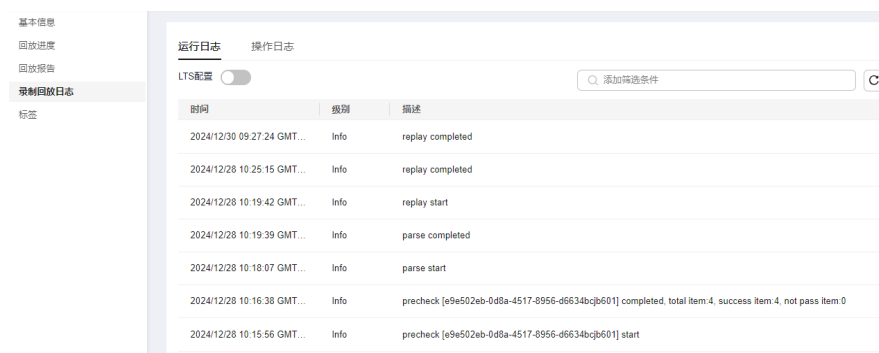 基本信息
回放进度
回放报告
录制回放日志
标签
运行日志 操作日志
LTS配置
添加筛选条件
时间 级别 描述
2024/12/30 09:27:24 GMT... Info replay completed
2024/12/28 10:25:15 GMT... Info replay completed
2024/12/28 10:19:42 GMT... Info replay start
2024/12/28 10:19:39 GMT... Info parse completed
2024/12/28 10:18:07 GMT... Info parse start
2024/12/28 10:16:38 GMT... Info precheck [e9e502eb-0d8a-4517-8956-d6634bcjb601] completed, total item:4, success item:4, not pass item:0
2024/12/28 10:15:56 GMT... Info precheck [e9e502eb-0d8a-4517-8956-d6634bcjb601] start